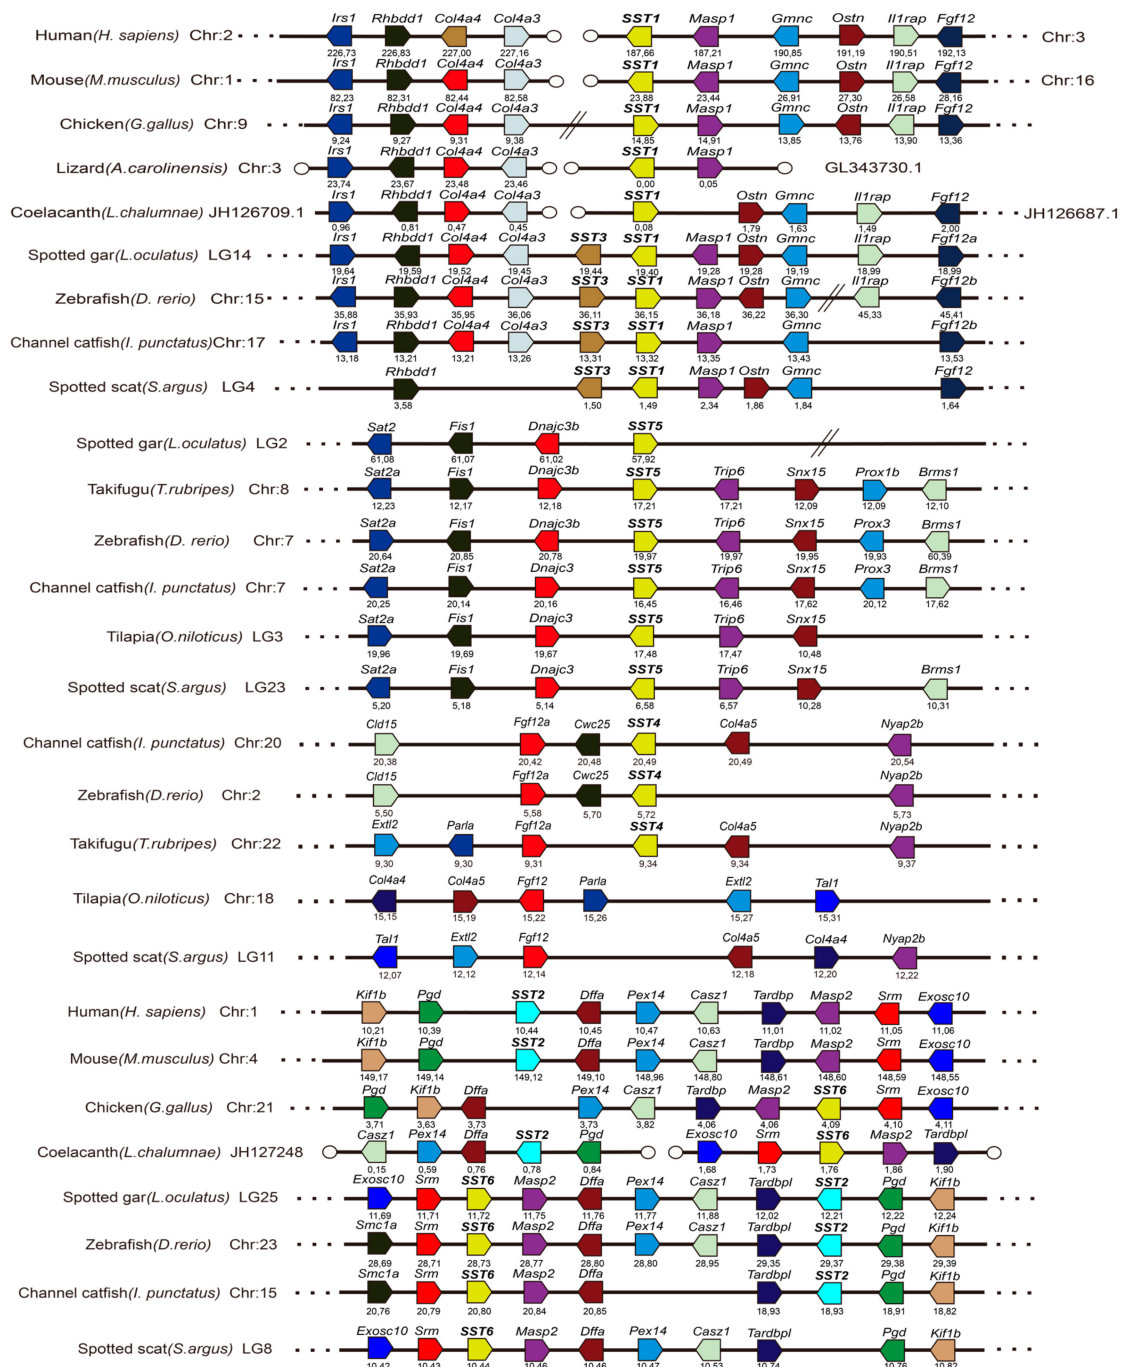 Irs1 Rhbdd1 Col4a4 Col4a3 SST1 Masp1 Gmnc Ostn Il1rap Fgf12
Human(H. sapiens) Chr:2 Chr:3
226,73 226,83 227,00 227,16 187,66 187,21 190,85 191,19 190,51 192,13
Irs1 Rhbdd1 Col4a4 Col4a3 SST1 Masp1 Gmnc Ostn Il1rap Fgf12
Mouse(M.musculus) Chr:1 Chr:16
82,23 82,31 82,44 82,58 23,88 23,44 26,91 27,30 26,58 28,16
Irs1 Rhbdd1 Col4a4 Col4a3 SST1 Masp1 Gmnc Ostn Il1rap Fgf12
Chicken(G.gallus) Chr:9
9,24 9,27 9,31 9,38 14,85 14,91 13,85 13,76 13,90 13,36
Irs1 Rhbdd1 Col4a4 Col4a3 SST1 Masp1
Lizard(A.carolinensis) Chr:3 GL343730.1
23,74 23,67 23,48 23,46 0,00 0,05
Irs1 Rhbdd1 Col4a4 Col4a3 SST1 Ostn Gmnc Il1rap Fgf12
Coelacanth(L.chalumnae) JH126709.1 JH126687.1
0,96 0,81 0,47 0,45 0,08 1,79 1,63 1,49 2,00
Irs1 Rhbdd1 Col4a4 Col4a3 SST3 SST1 Masp1 Ostn Gmnc Il1rap Fgf12a
Spotted gar(L.oculatus) LG14
19,64 19,59 19,52 19,45 19,44 19,40 19,28 19,28 19,19 18,99 18,99
Irs1 Rhbdd1 Col4a4 Col4a3 SST3 SST1 Masp1 Ostn Gmnc Il1rap Fgf12b
Zebrafish(D. rerio) Chr:15
35,88 35,93 35,95 36,06 36,11 36,15 36,18 36,22 36,30 45,33 45,41
Irs1 Rhbdd1 Col4a4 Col4a3 SST3 SST1 Masp1 Gmnc Fgf12b
Channel catfish(I. punctatus)Chr:17
13,18 13,21 13,21 13,26 13,31 13,32 13,35 13,43 13,53
Rhbdd1 SST3 SST1 Masp1 Ostn Gmnc Fgf12
Spotted scat(S.argus) LG4
3,58 1,50 1,49 2,34 1,86 1,84 1,64
Sat2 Fis1 Dnajc3b SST5
Spotted gar(L.oculatus) LG2
61,08 61,07 61,02 57,92
Sat2a Fis1 Dnajc3b SST5 Trip6 Snx15 Prox1b Brms1
Takifugu(T.rubripes) Chr:8
12,23 12,17 12,18 17,21 17,21 12,09 12,09 12,10
Sat2a Fis1 Dnajc3b SST5 Trip6 Snx15 Prox3 Brms1
Zebrafish(D. rerio) Chr:7
20,64 20,85 20,78 19,97 19,97 19,95 19,93 60,39
Sat2a Fis1 Dnajc3 SST5 Trip6 Snx15 Prox3 Brms1
Channel catfish(I. punctatus) Chr:7
20,25 20,14 20,16 16,45 16,46 17,62 20,12 17,62
Sat2a Fis1 Dnajc3 SST5 Trip6 Snx15
Tilapia(O.niloticus) LG3
19,96 19,69 19,67 17,48 17,47 10,48
Sat2a Fis1 Dnajc3 SST5 Trip6 Snx15 Brms1
Spotted scat(S.argus) LG23
5,20 5,18 5,14 6,58 6,57 10,28 10,31
Cld15 Fgf12a Cwc25 SST4 Col4a5 Nyap2b
Channel catfish(I. punctatus) Chr:20
20,38 20,42 20,48 20,49 20,49 20,54
Cld15 Fgf12a Cwc25 SST4 Nyap2b
Zebrafish(D.rerio) Chr:2
5,50 5,58 5,70 5,72 5,73
Extl2 Parla Fgf12a SST4 Col4a5 Nyap2b
Takifugu(T.rubripes) Chr:22
9,30 9,30 9,31 9,34 9,34 9,37
Col4a4 Col4a5 Fgf12 Parla Extl2 Tal1
Tilapia(O.niloticus) Chr:18
15,15 15,19 15,22 15,26 15,27 15,31
Tal1 Extl2 Fgf12 Col4a5 Col4a4 Nyap2b
Spotted scat(S.argus) LG11
12,07 12,12 12,14 12,18 12,20 12,22
Kif1b Pgd SST2 Dffa Pex14 Casz1 Tardbp Masp2 Srm Exosc10
Human(H. sapiens) Chr:1
10,21 10,39 10,44 10,45 10,47 10,63 11,01 11,02 11,05 11,06
Kif1b Pgd SST2 Dffa Pex14 Casz1 Tardbp Masp2 Srm Exosc10
Mouse(M.musculus) Chr:4
149,17 149,14 149,12 149,10 148,96 148,80 148,61 148,60 148,59 148,55
Pgd Kif1b Dffa Pex14 Casz1 Tardbp Masp2 SST6 Srm Exosc10
Chicken(G.gallus) Chr:21
3,71 3,63 3,73 3,73 3,82 4,06 4,06 4,09 4,10 4,11
Casz1 Pex14 Dffa SST2 Pgd Exosc10 Srm SST6 Masp2 Tardbpl
Coelacanth(L.chalumnae) JH127248
0,15 0,59 0,76 0,78 0,84 1,68 1,73 1,76 1,86 1,90
Exosc10 Srm SST6 Masp2 Dffa Pex14 Casz1 Tardbpl SST2 Pgd Kif1b
Spotted gar(L.oculatus) LG25
11,69 11,71 11,72 11,75 11,76 11,77 11,88 12,02 12,21 12,22 12,24
Smc1a Srm SST6 Masp2 Dffa Pex14 Casz1 Tardbpl SST2 Pgd Kif1b
Zebrafish(D.rerio) Chr:23
28,69 28,71 28,73 28,77 28,80 28,80 28,95 29,35 29,37 29,38 29,39
Smc1a Srm SST6 Masp2 Dffa Tardbpl SST2 Pgd Kif1b
Channel catfish(I. punctatus) Chr:15
20,76 20,79 20,80 20,84 20,85 18,93 18,93 18,91 18,82
Exosc10 Srm SST6 Masp2 Dffa Pex14 Casz1 Tardbpl Pgd Kif1b
Spotted scat(S.argus) LG8
10,42 10,43 10,44 10,46 10,46 10,47 10,53 10,74 10,76 10,82